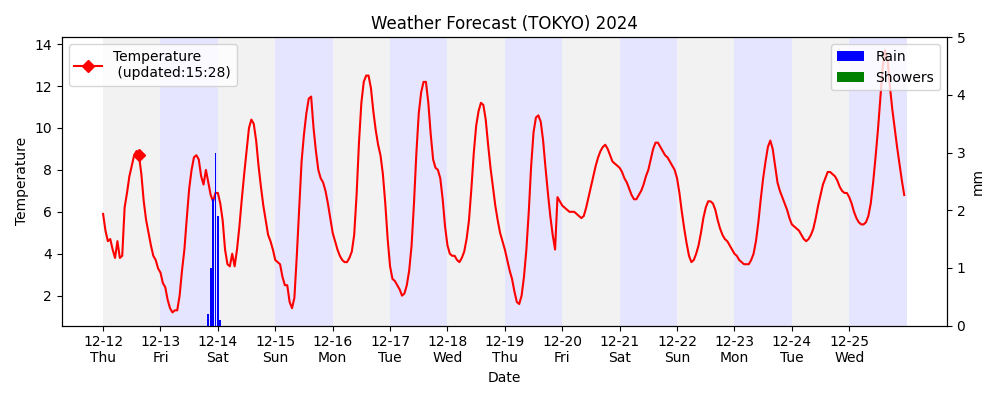 Weather Forecast (TOKYO) 2024
Temperature
(updated:15:28)
Rain
Showers
Temperature
14
12
10
8
6
4
2
5
4
3
2
1
0
mm
12-12 12-13 12-14 12-15 12-16 12-17 12-18 12-19 12-20 12-21 12-22 12-23 12-24 12-25
Thu Fri Sat Sun Mon Tue Wed Thu Fri Sat Sun Mon Tue Wed
Date